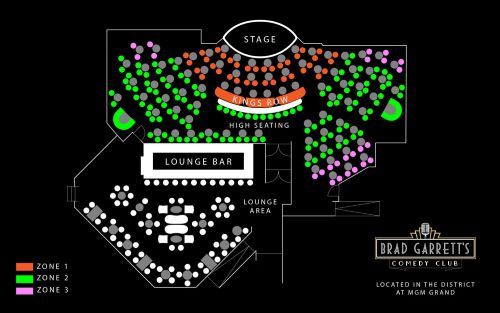 STAGE
KINGS ROW
HIGH SEATING
LOUNGE BAR
LOUNGE
AREA
ZONE 1
ZONE 2
ZONE 3
BRAD GARRETT'S
COMEDY CLUB
LOCATED IN THE DISTRICT
AT MGM GRAND